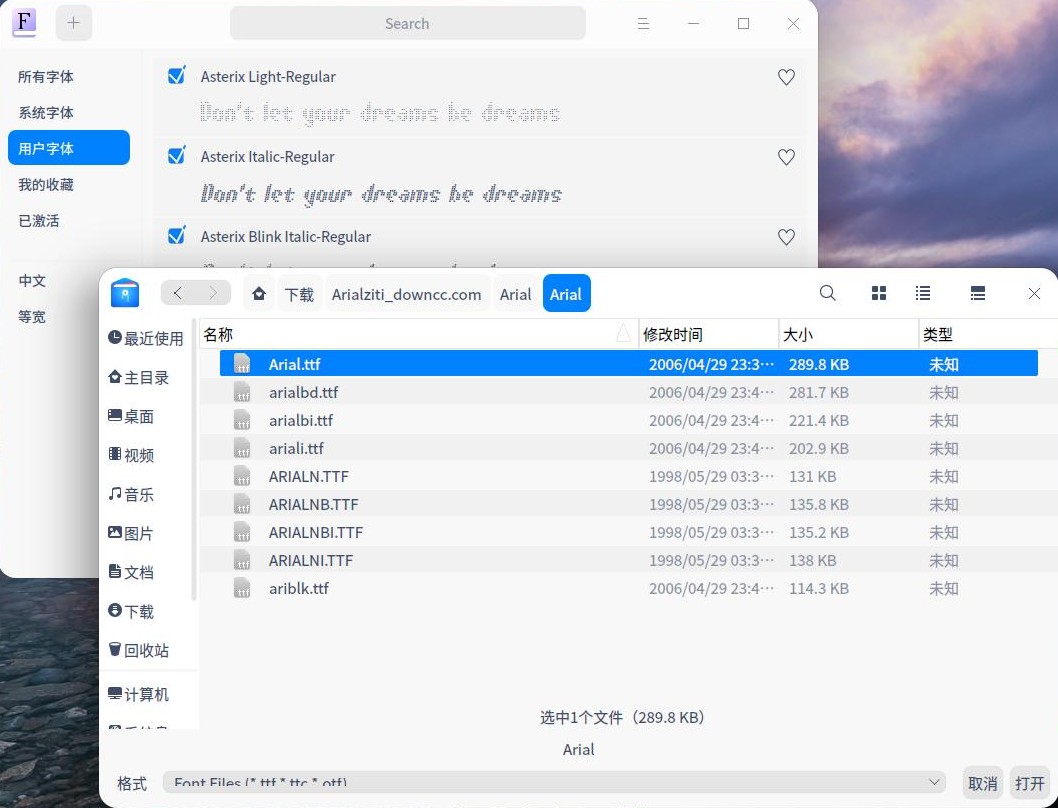 F
Search
所有字体
系统字体
用户字体
我的收藏
已激活
中文
等宽
Asterix Light-Regular
Don't let your dreams be dreams
Asterix Italic-Regular
Don't let your dreams be dreams
Asterix Blink Italic-Regular
下载 Arialziti_downcc.com Arial Arial
最近使用
主目录
桌面
视频
音乐
图片
文档
下载
回收站
计算机
名称 修改时间 大小 类型
Arial.ttf 2006/04/29 23:3··· 289.8 KB 未知
arialbd.ttf 2006/04/29 23:4··· 281.7 KB 未知
arialbi.ttf 2006/04/29 23:4··· 221.4 KB 未知
ariali.ttf 2006/04/29 23:4··· 202.9 KB 未知
ARIALN.TTF 1998/05/29 03:3··· 131 KB 未知
ARIALNB.TTF 1998/05/29 03:3··· 135.8 KB 未知
ARIALNBI.TTF 1998/05/29 03:3··· 135.2 KB 未知
ARIALNI.TTF 1998/05/29 03:3··· 138 KB 未知
ariblk.ttf 2006/04/29 23:4··· 114.3 KB 未知
选中1个文件（289.8 KB）
Arial
格式 Font Files (*.ttf *.ttc *.otf) 取消 打开